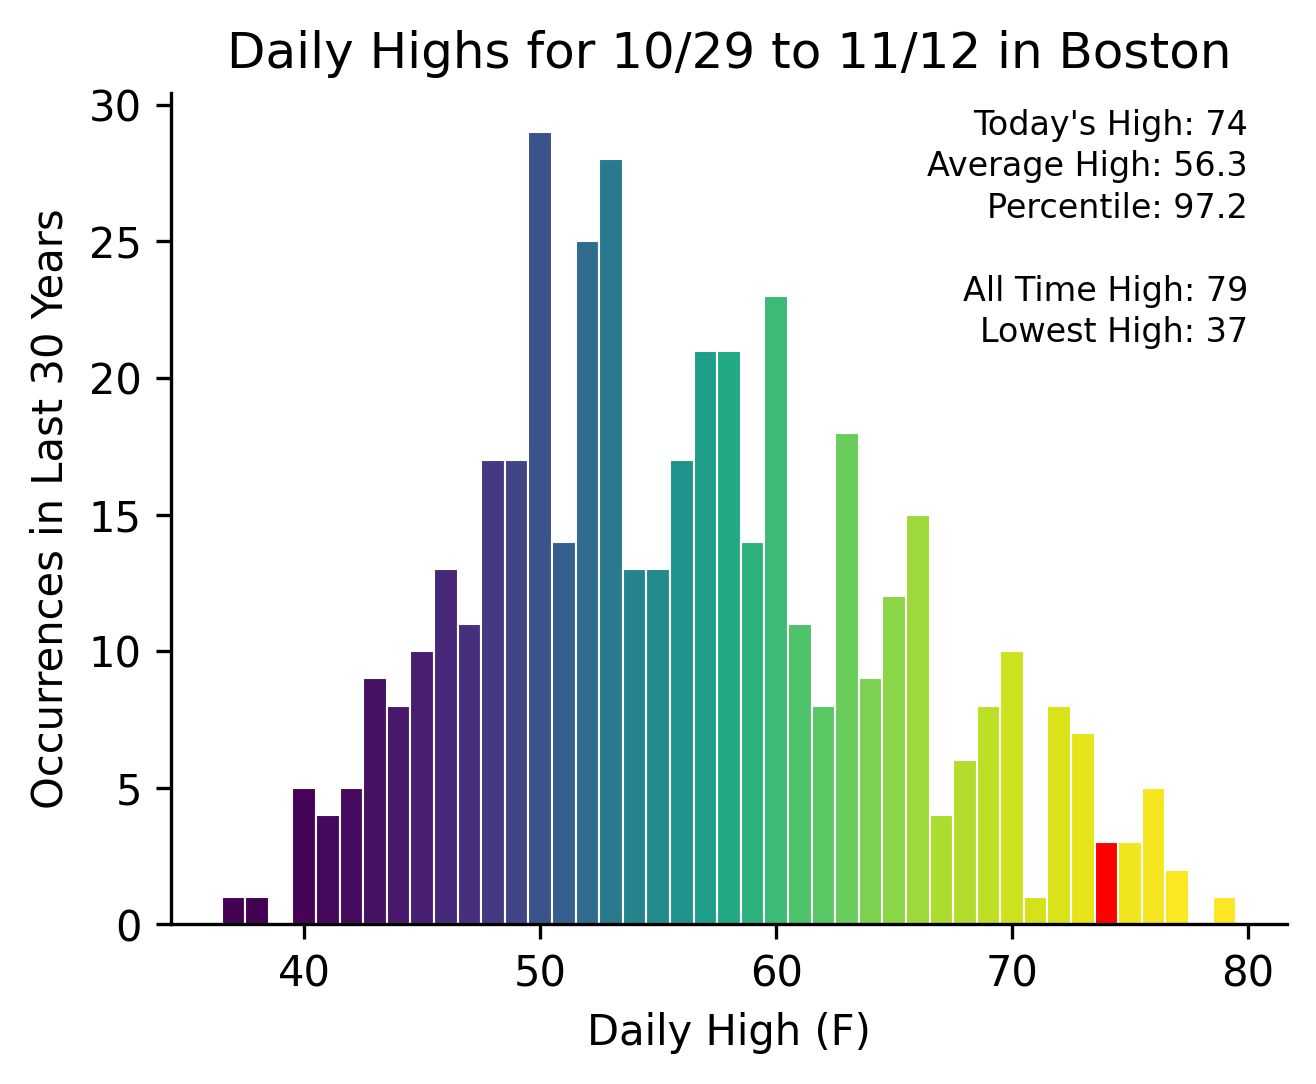 Daily Highs for 10/29 to 11/12 in Boston
Today's High: 74
Average High: 56.3
Percentile: 97.2
All Time High: 79
Lowest High: 37
Occurrences in Last 30 Years
30
25
20
15
10
5
0
40 50 60 70 80
Daily High (F)